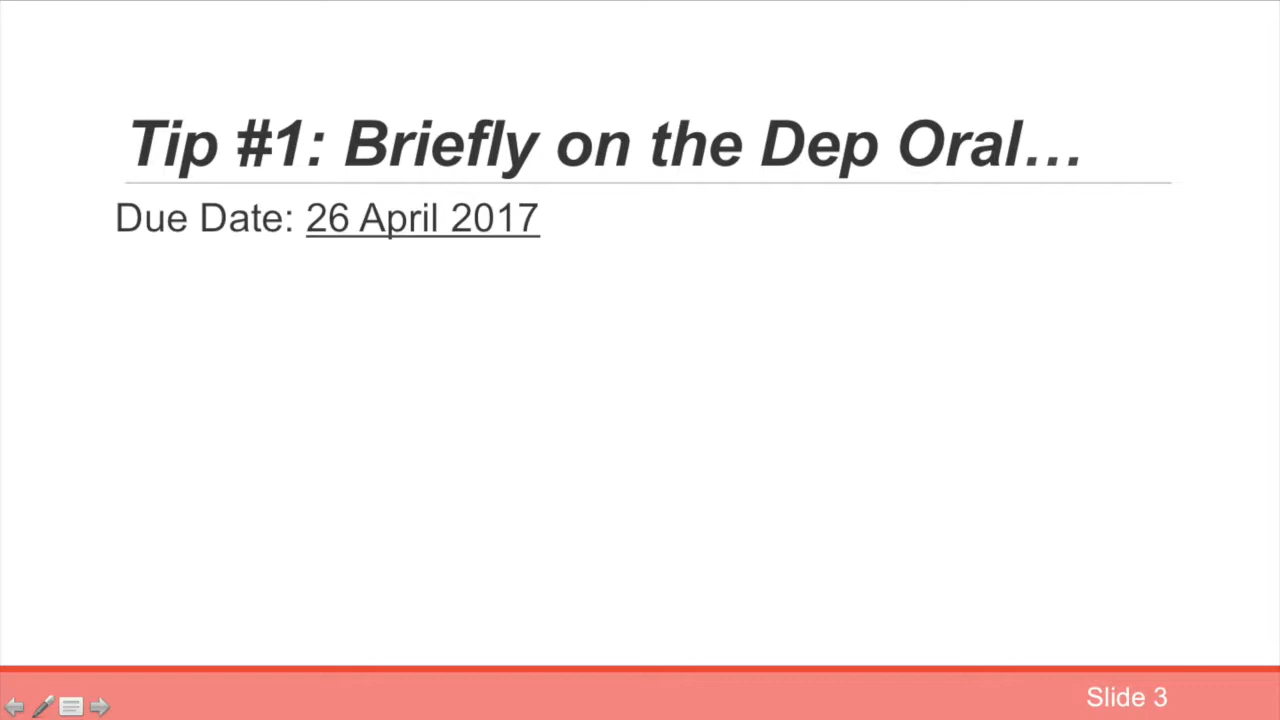 Tip #1: Briefly on the Dep Oral…
Due Date: 26 April 2017
Slide 3